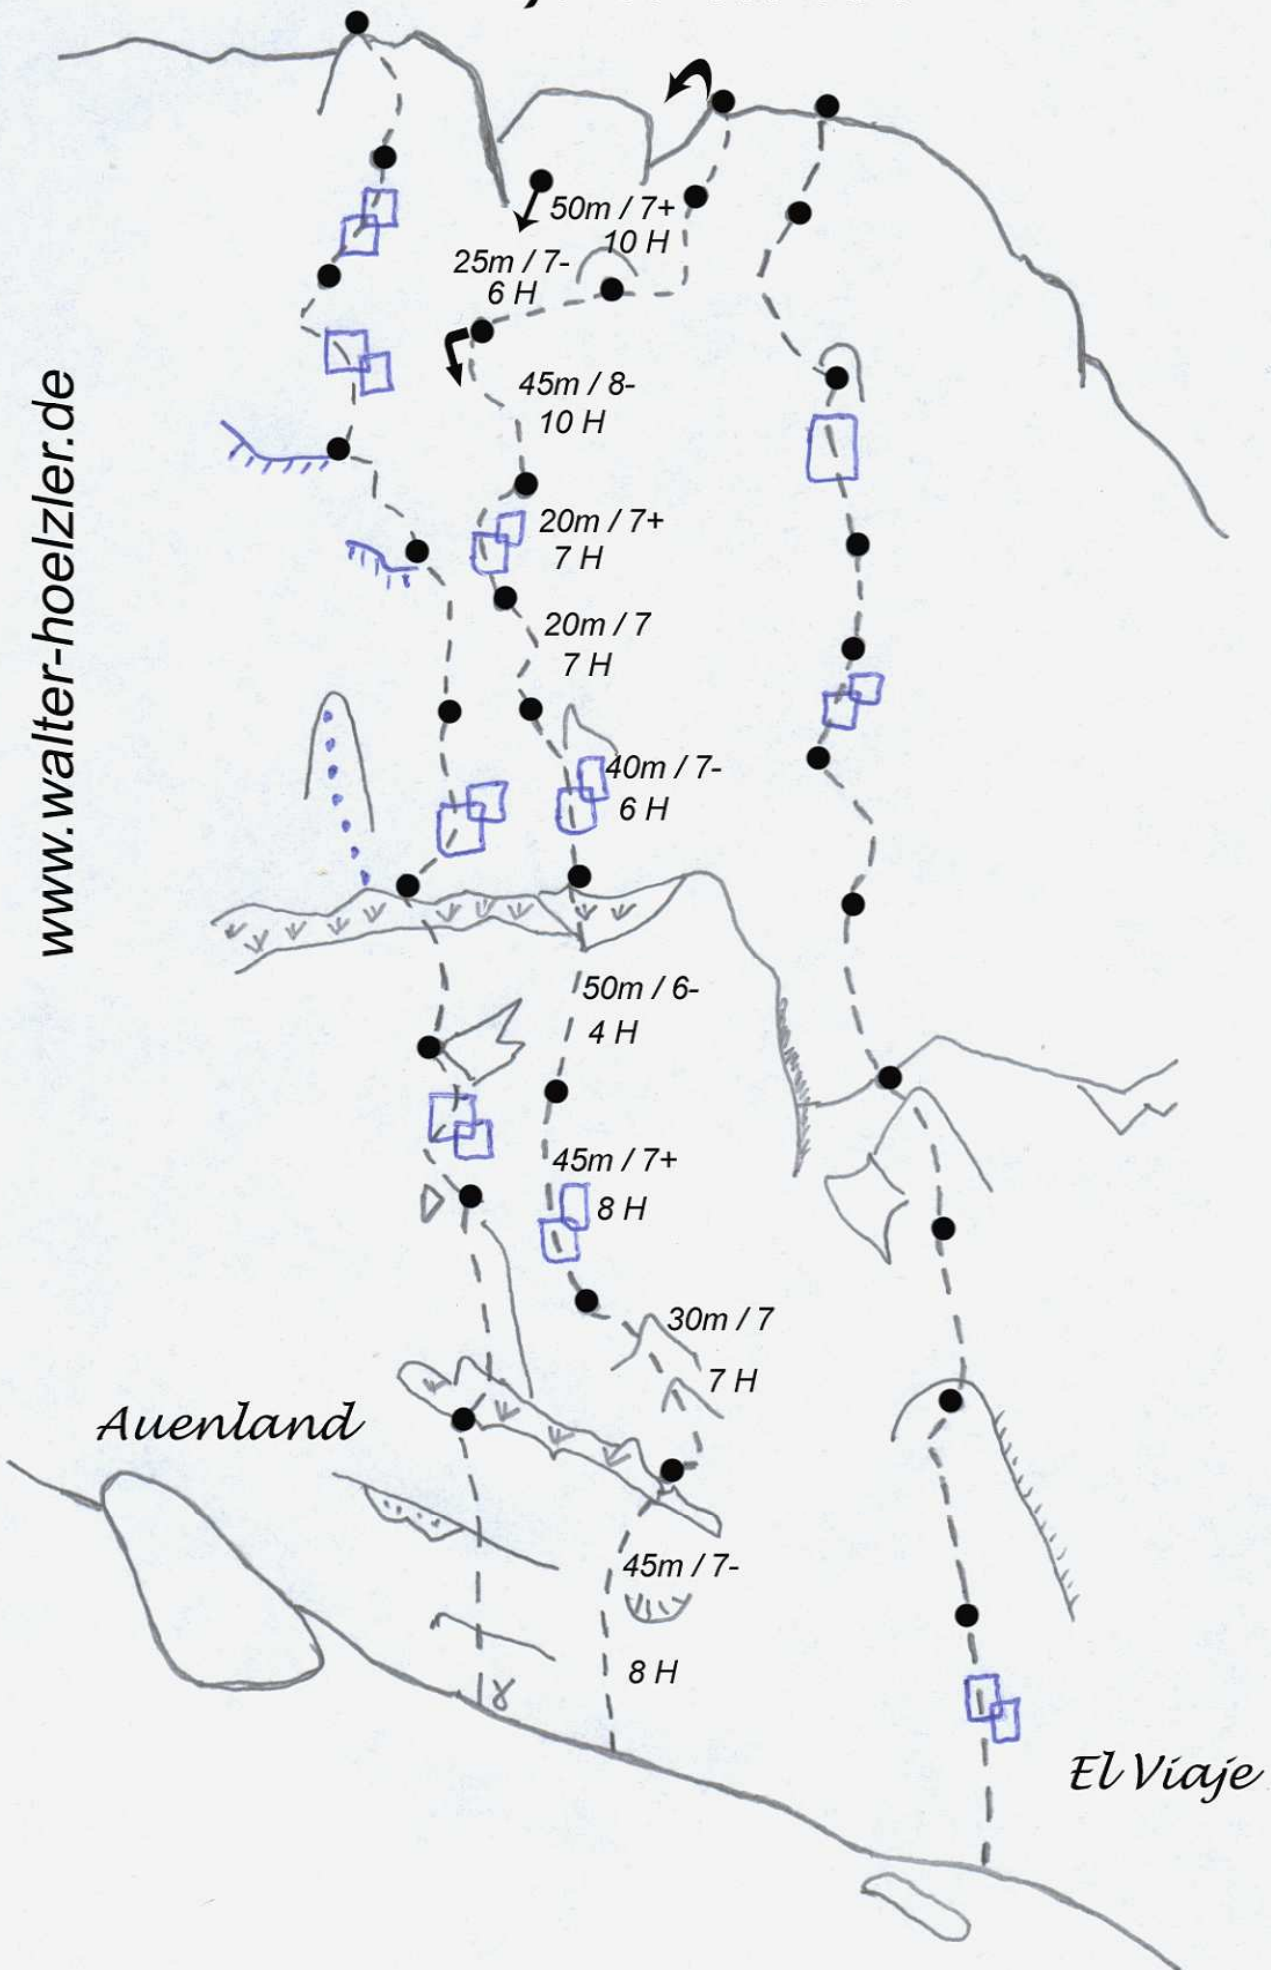 www.walter-hoelzler.de
50m / 7+
10 H
25m / 7-
6 H
45m / 8-
10 H
20m / 7+
7 H
20m / 7
7 H
40m / 7-
6 H
50m / 6-
4 H
45m / 7+
8 H
30m / 7
7 H
Auenland
45m / 7-
8 H
El Viaje